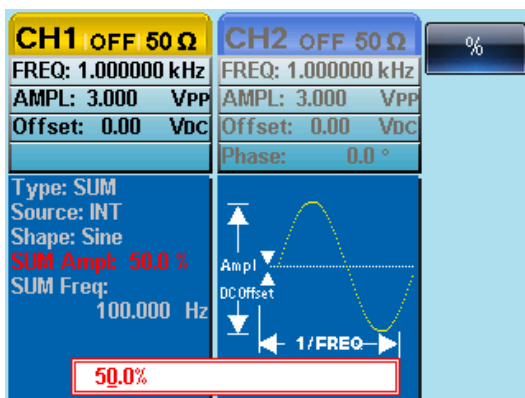 CH1 OFF 50 Ω
FREQ: 1.000000 kHz
AMPL: 3.000 VPP
Offset: 0.00 VDC
CH2 OFF 50 Ω
FREQ: 1.000000 kHz
AMPL: 3.000 VPP
Offset: 0.00 VDC
Phase: 0.0 °
%
Type: SUM
Source: INT
Shape: Sine
SUM Ampl: 50.0 %
SUM Freq:
100.000 Hz
Ampl
DC Offset
1/FREQ
50.0%